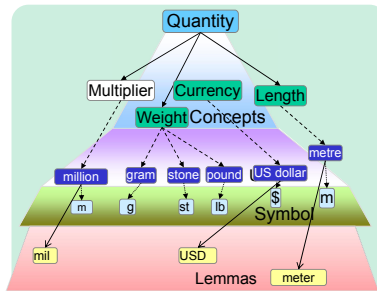 Quantity
Multiplier
Currency
Length
Weight
Concepts
metre
million
gram
stone
pound
US dollar
m
g
st
lb
$
m
Symbol
mil
USD
Lemmas
meter